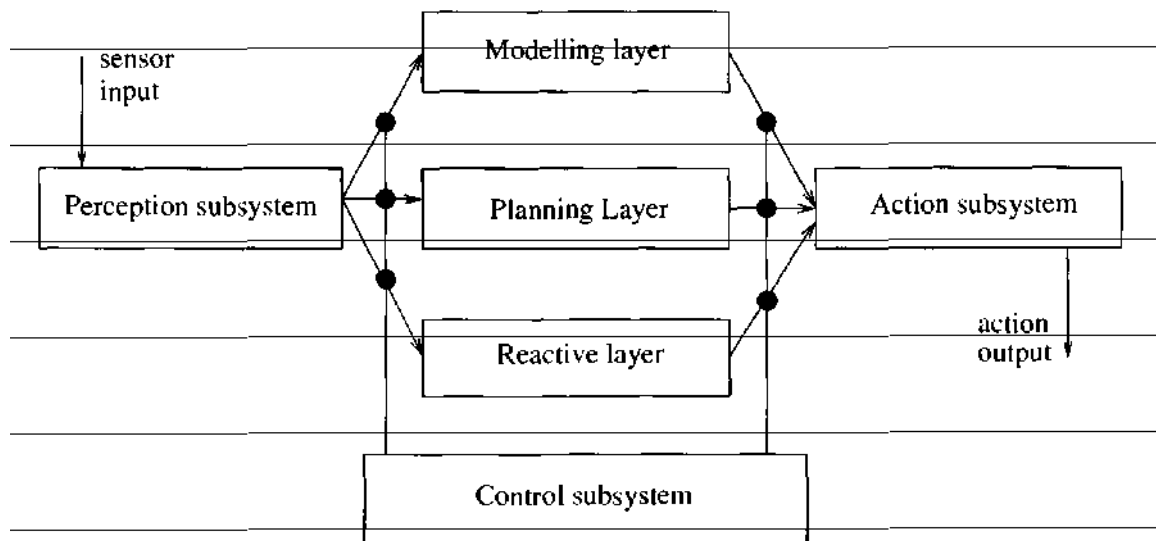 Modelling layer
sensor
input
Perception subsystem
Planning Layer
Action subsystem
Reactive layer
action
output
Control subsystem